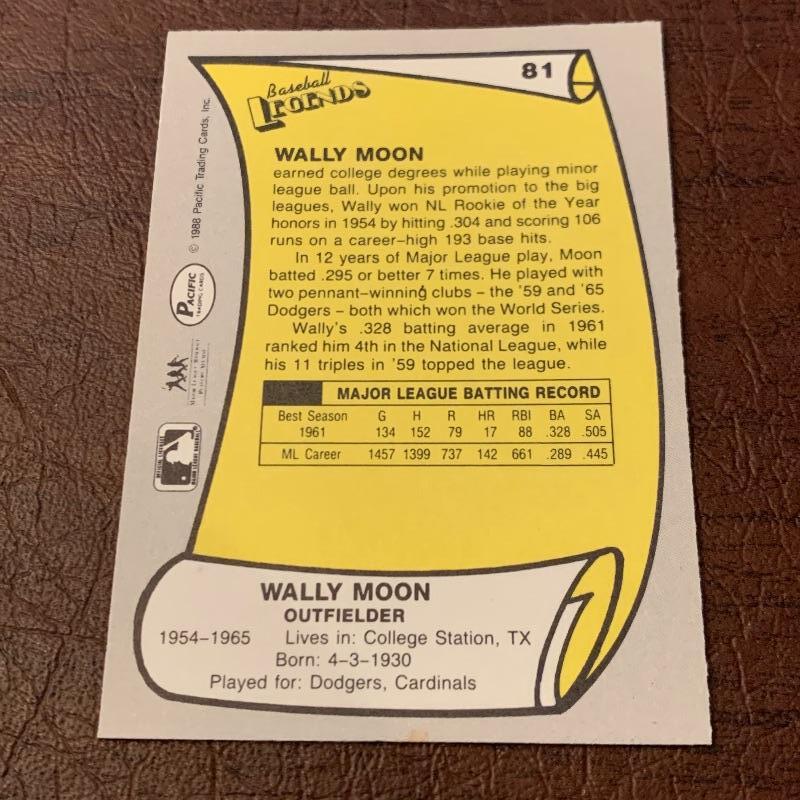 81
Baseball
LEGENDS
WALLY MOON
earned college degrees while playing minor
league ball. Upon his promotion to the big
leagues, Wally won NL Rookie of the Year
honors in 1954 by hitting .304 and scoring 106
runs on a career-high 193 base hits.
In 12 years of Major League play, Moon
batted .295 or better 7 times. He played with
two pennant-winning clubs - the '59 and '65
Dodgers - both which won the World Series.
Wally's .328 batting average in 1961
ranked him 4th in the National League, while
his 11 triples in '59 topped the league.
MAJOR LEAGUE BATTING RECORD
Best Season G H R HR RBI BA SA
1961 134 152 79 17 88 .328 .505
ML Career 1457 1399 737 142 661 .289 .445
WALLY MOON
OUTFIELDER
1954-1965 Lives in: College Station, TX
Born: 4-3-1930
Played for: Dodgers, Cardinals
© 1988 Pacific Trading Cards, Inc.
PACIFIC
TRADING CARDS